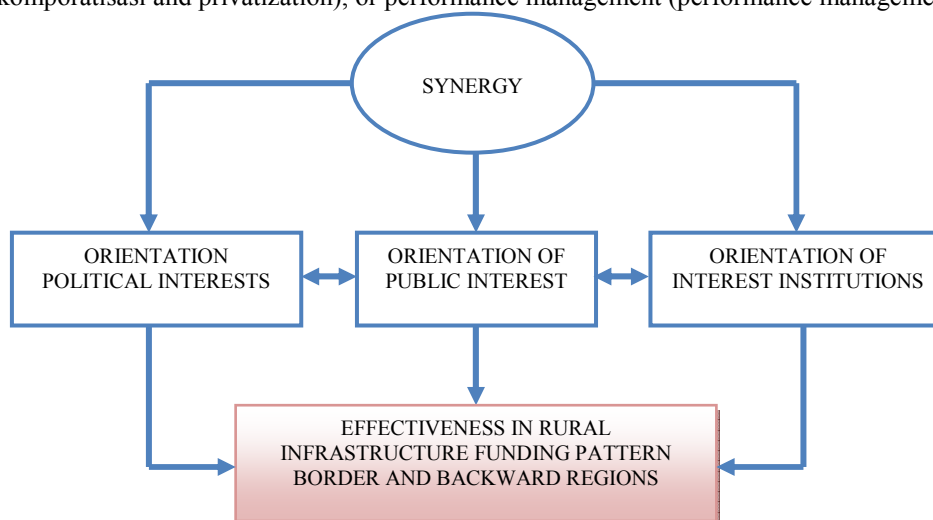 komporatisasi and privatization), or performance management (performance manageme
SYNERGY
ORIENTATION
POLITICAL INTERESTS
ORIENTATION OF
PUBLIC INTEREST
ORIENTATION OF
INTEREST INSTITUTIONS
EFFECTIVENESS IN RURAL
INFRASTRUCTURE FUNDING PATTERN
BORDER AND BACKWARD REGIONS